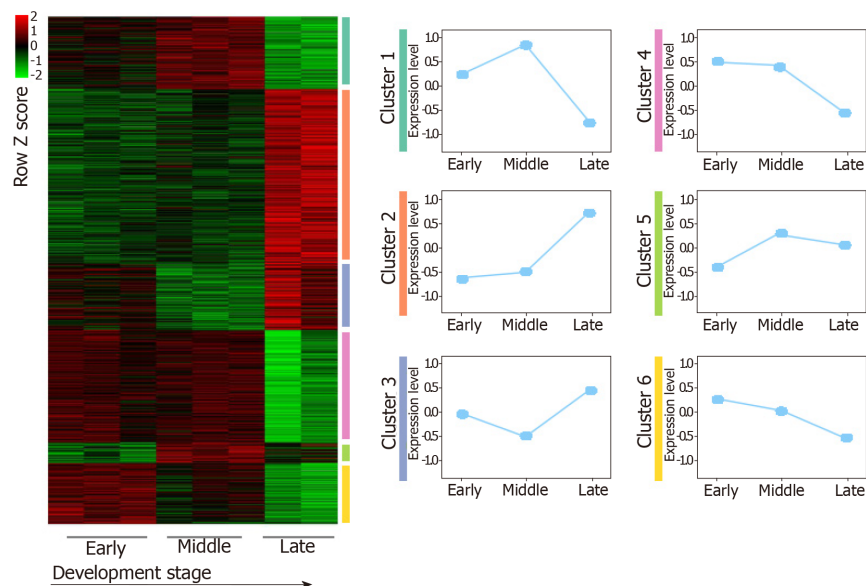 2
1
0
-1
-2
Row Z score
Early
Middle
Late
Development stage
Cluster 1
Expression level
1.0
0.5
0.0
-0.5
-1.0
Early
Middle
Late
Cluster 4
Expression level
1.0
0.5
0.0
-0.5
-1.0
Early
Middle
Late
Cluster 2
Expression level
1.0
0.5
0.0
-0.5
-1.0
Early
Middle
Late
Cluster 5
Expression level
1.0
0.5
0.0
-0.5
-1.0
Early
Middle
Late
Cluster 3
Expression level
1.0
0.5
0.0
-0.5
-1.0
Early
Middle
Late
Cluster 6
Expression level
1.0
0.5
0.0
-0.5
-1.0
Early
Middle
Late